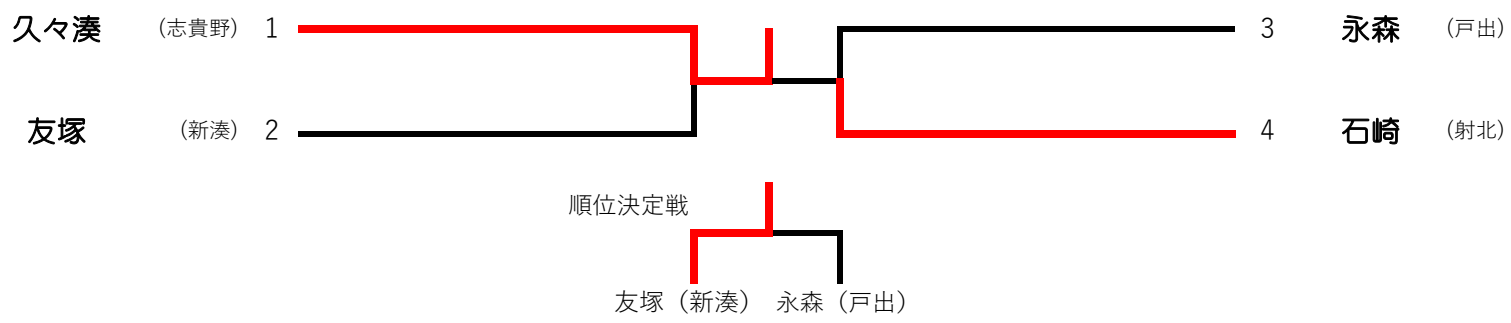 久々湊 (志貴野) 1 3 永森 (戸出)
友塚 (新湊) 2 4 石崎 (射北)
順位決定戦
友塚（新湊） 永森（戸出）